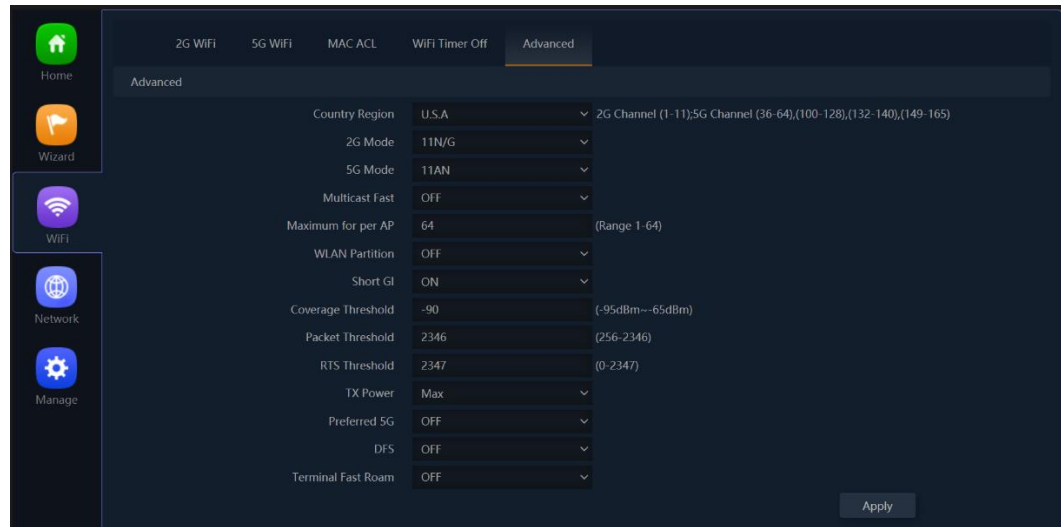 Home
Wizard
WiFi
Network
Manage
2G WiFi 5G WiFi MAC ACL WiFi Timer Off Advanced
Advanced
Country Region U.S.A 2G Channel (1-11);5G Channel (36-64),(100-128),(132-140),(149-165)
2G Mode 11N/G
5G Mode 11AN
Multicast Fast OFF
Maximum for per AP 64 (Range 1-64)
WLAN Partition OFF
Short GI ON
Coverage Threshold -90 (-95dBm~-65dBm)
Packet Threshold 2346 (256-2346)
RTS Threshold 2347 (0-2347)
TX Power Max
Preferred 5G OFF
DFS OFF
Terminal Fast Roam OFF
Apply